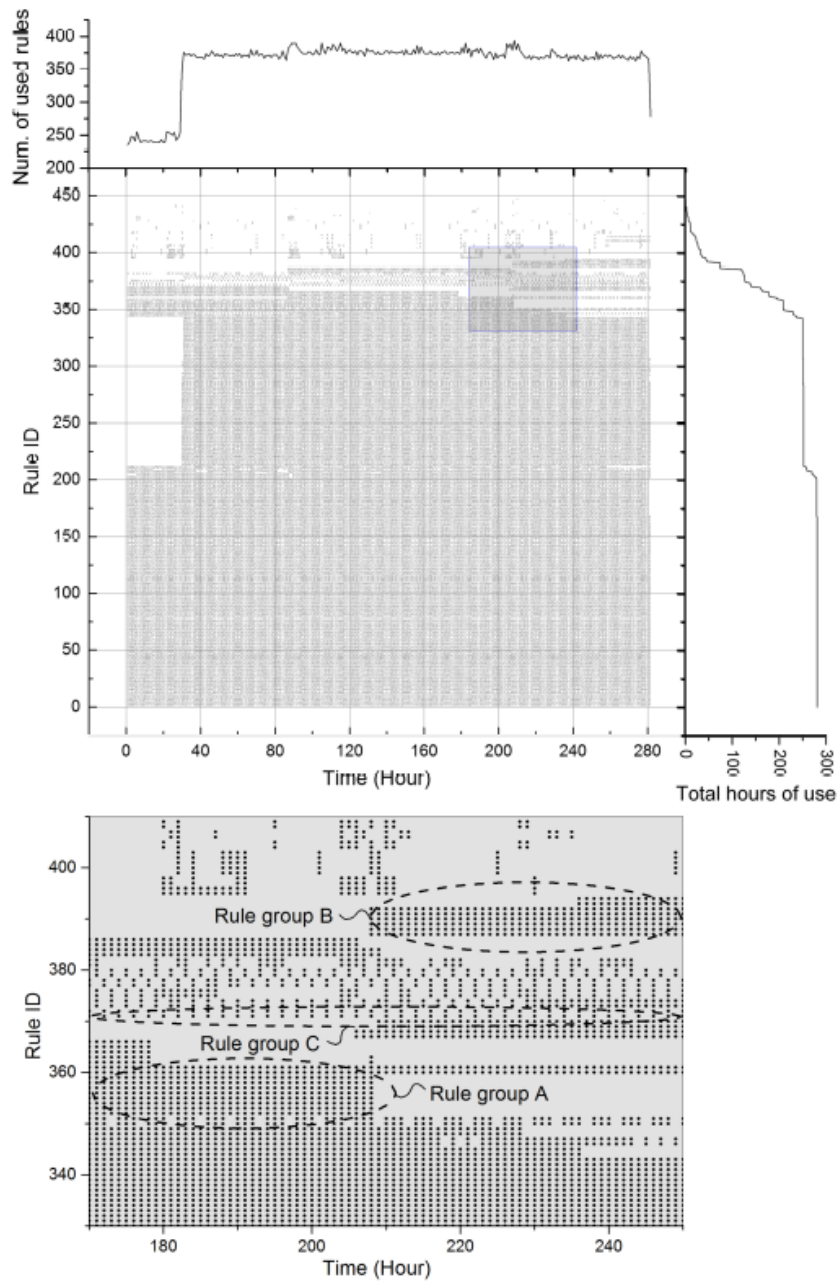 Num. of used rules
400
350
300
250
200
Rule ID
450
400
350
300
250
200
150
100
50
0
0 40 80 120 160 200 240 280
Time (Hour)
0 100 200 300
Total hours of use
Rule ID
400
380
360
340
Rule group B
Rule group C
Rule group A
180 200 220 240
Time (Hour)